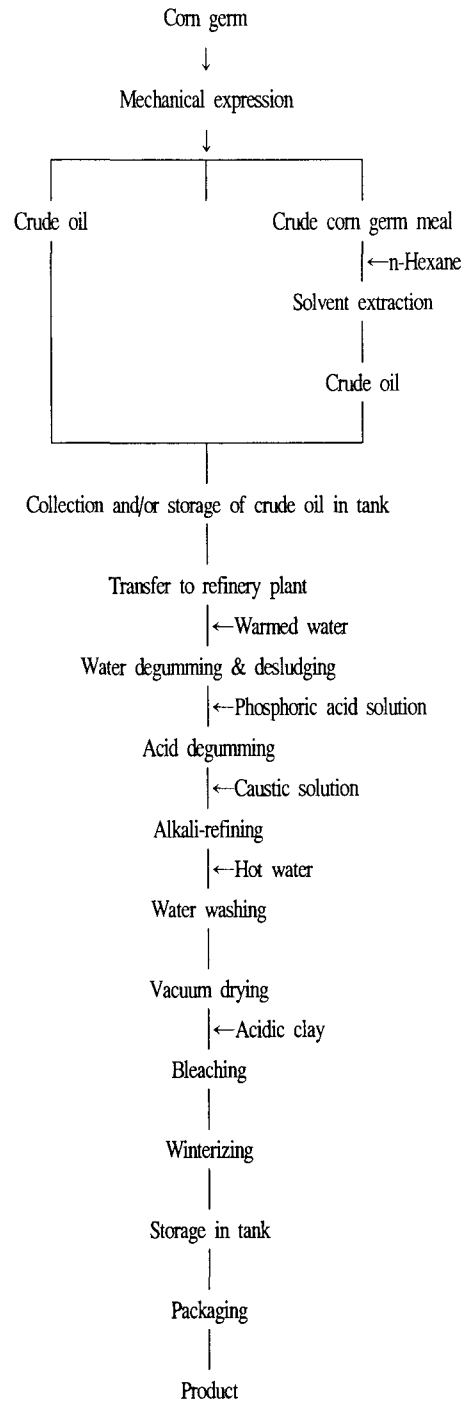 Corn germ
↓
Mechanical expression
↓
Crude oil
Crude corn germ meal
←n-Hexane
Solvent extraction
Crude oil
Collection and/or storage of crude oil in tank
Transfer to refinery plant
←Warmed water
Water degumming & desludging
←Phosphoric acid solution
Acid degumming
←Caustic solution
Alkali-refining
←Hot water
Water washing
Vacuum drying
←Acidic clay
Bleaching
Winterizing
Storage in tank
Packaging
Product